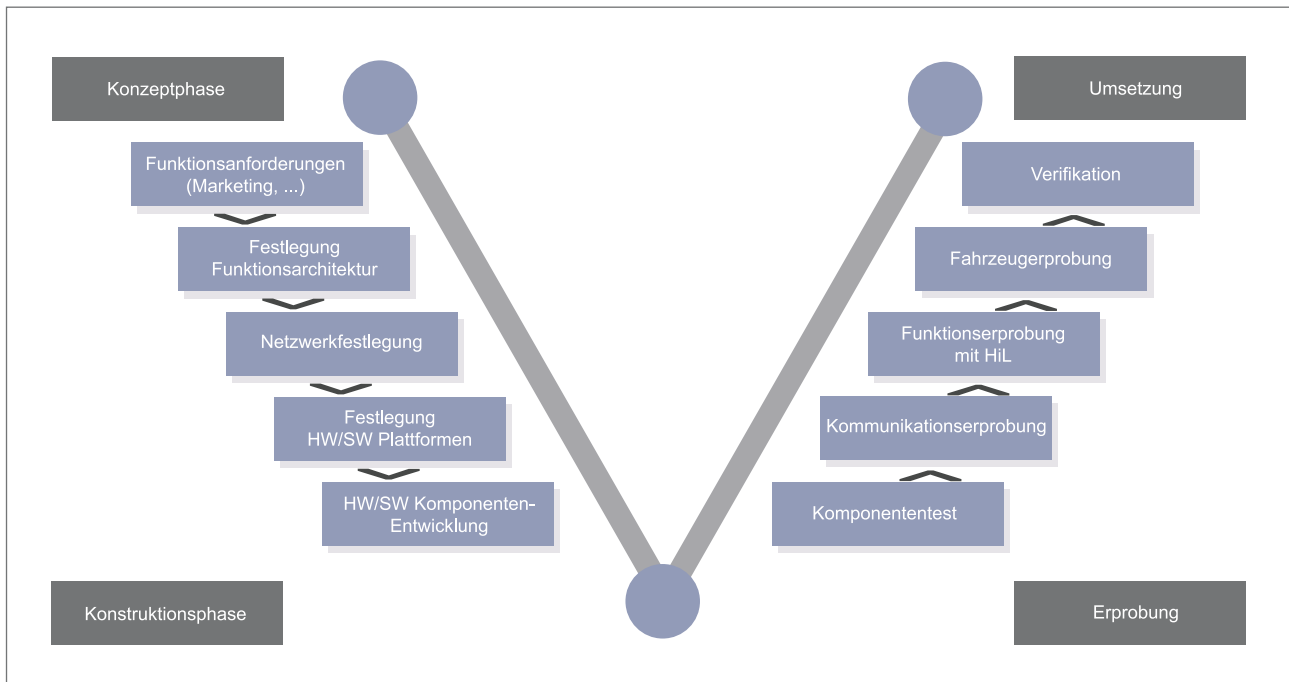 Konzeptphase
Funktionsanforderungen
(Marketing, ...)
Festlegung
Funktionsarchitektur
Netzwerkfestlegung
Festlegung
HW/SW Plattformen
HW/SW Komponenten-
Entwicklung
Konstruktionsphase
Umsetzung
Verifikation
Fahrzeugerprobung
Funktionserprobung
mit HiL
Kommunikationserprobung
Komponententest
Erprobung